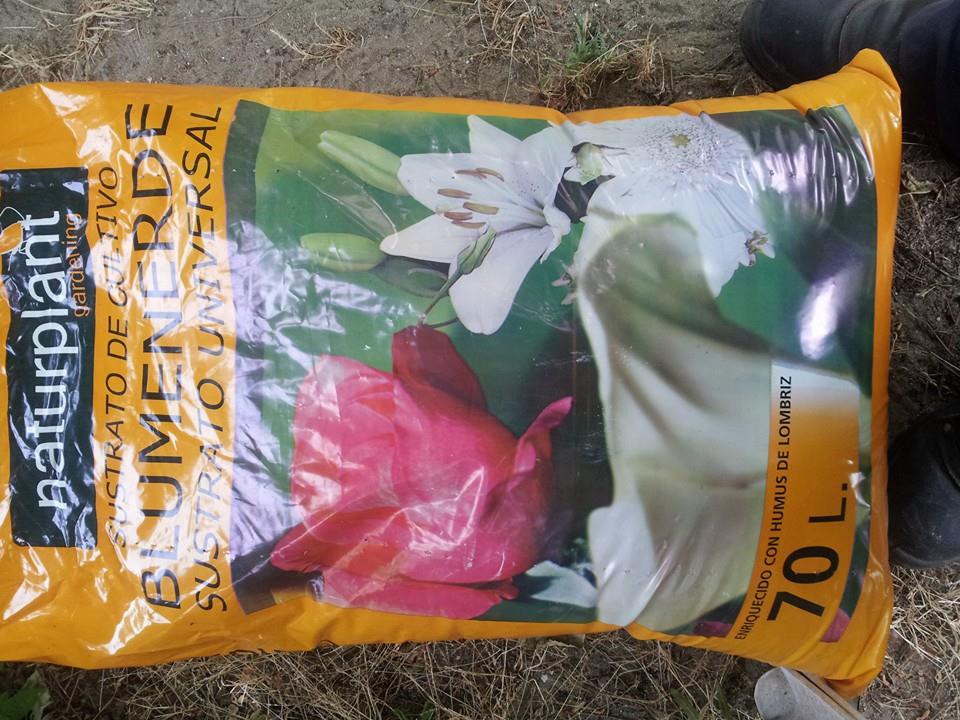 naturplant
gardening
SUSTRATO DE CULTIVO
BLUMENERDE
SUSTRATO UNIVERSAL
ENRIQUECIDO CON HUMUS DE LOMBRIZ
70 L.